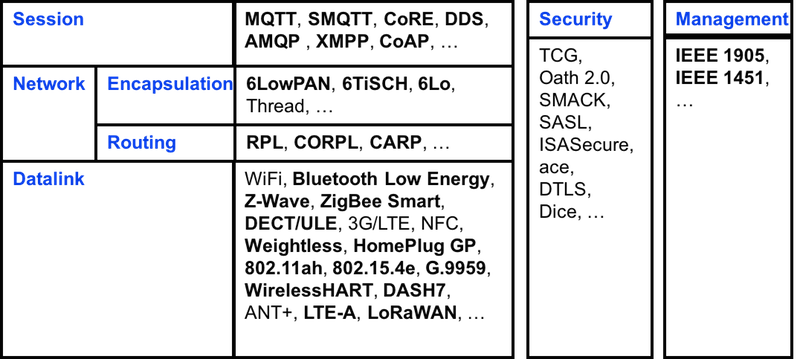 Session
MQTT, SMQTT, CoRE, DDS,
AMQP , XMPP, CoAP, …
Network
Encapsulation
6LowPAN, 6TiSCH, 6Lo,
Thread, …
Routing
RPL, CORPL, CARP, …
Datalink
WiFi, Bluetooth Low Energy,
Z-Wave, ZigBee Smart,
DECT/ULE, 3G/LTE, NFC,
Weightless, HomePlug GP,
802.11ah, 802.15.4e, G.9959,
WirelessHART, DASH7,
ANT+, LTE-A, LoRaWAN, …
Security
TCG,
Oath 2.0,
SMACK,
SASL,
ISASecure,
ace,
DTLS,
Dice, …
Management
IEEE 1905,
IEEE 1451,
…